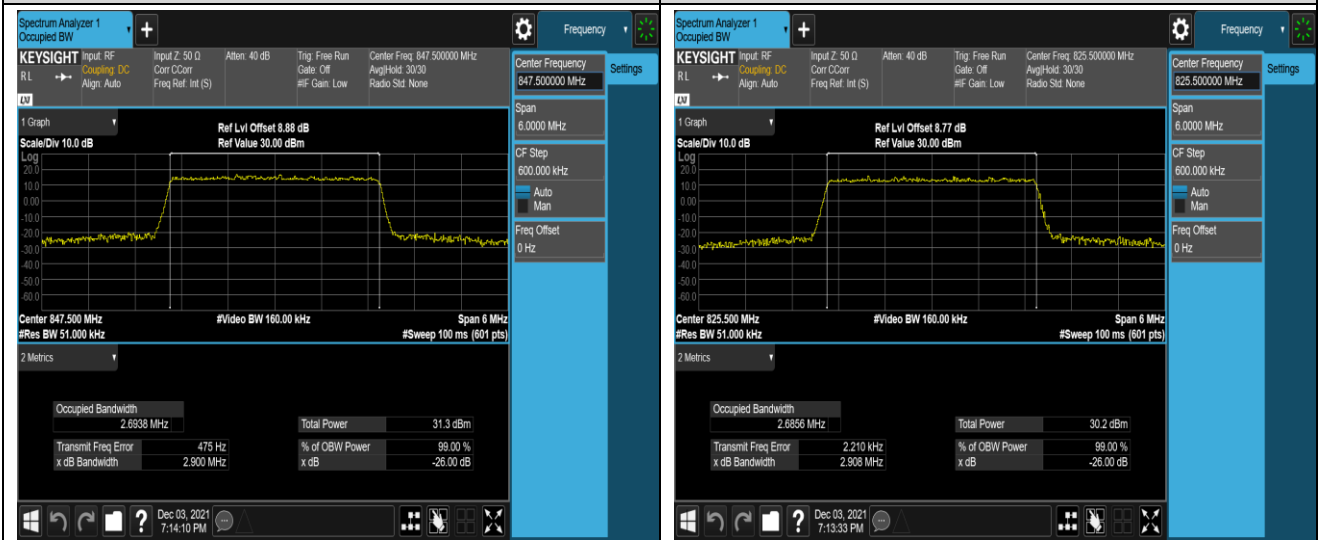 Spectrum Analyzer 1
Occupied BW
+
Frequency
KEYSIGHT Input: RF Input Z: 50 Ω Atten: 40 dB Trig: Free Run Center Freq: 847.500000 MHz
RL Coupling: DC Corr CCorr Gate: Off Avg|Hold: 30/30
Align: Auto Freq Ref: Int (S) #IF Gain: Low Radio Std: None
LXI
Center Frequency
847.500000 MHz
Settings
Span
6.0000 MHz
CF Step
600.000 kHz
Auto
Man
Freq Offset
0 Hz
1 Graph
Ref Lvl Offset 8.88 dB
Scale/Div 10.0 dB Ref Value 30.00 dBm
Log
20.0
10.0
0.00
-10.0
-20.0
-30.0
-40.0
-50.0
-60.0
Center 847.500 MHz #Video BW 160.00 kHz Span 6 MHz
#Res BW 51.000 kHz #Sweep 100 ms (601 pts)
2 Metrics
Occupied Bandwidth
2.6938 MHz Total Power 31.3 dBm
Transmit Freq Error 475 Hz % of OBW Power 99.00 %
x dB Bandwidth 2.900 MHz x dB -26.00 dB
? Dec 03, 2021
7:14:10 PM
Spectrum Analyzer 1
Occupied BW
+
Frequency
KEYSIGHT Input: RF Input Z: 50 Ω Atten: 40 dB Trig: Free Run Center Freq: 825.500000 MHz
RL Coupling: DC Corr CCorr Gate: Off Avg|Hold: 30/30
Align: Auto Freq Ref: Int (S) #IF Gain: Low Radio Std: None
LXI
Center Frequency
825.500000 MHz
Settings
Span
6.0000 MHz
CF Step
600.000 kHz
Auto
Man
Freq Offset
0 Hz
1 Graph
Ref Lvl Offset 8.77 dB
Scale/Div 10.0 dB Ref Value 30.00 dBm
Log
20.0
10.0
0.00
-10.0
-20.0
-30.0
-40.0
-50.0
-60.0
Center 825.500 MHz #Video BW 160.00 kHz Span 6 MHz
#Res BW 51.000 kHz #Sweep 100 ms (601 pts)
2 Metrics
Occupied Bandwidth
2.6856 MHz Total Power 30.2 dBm
Transmit Freq Error 2.210 kHz % of OBW Power 99.00 %
x dB Bandwidth 2.908 MHz x dB -26.00 dB
? Dec 03, 2021
7:13:33 PM